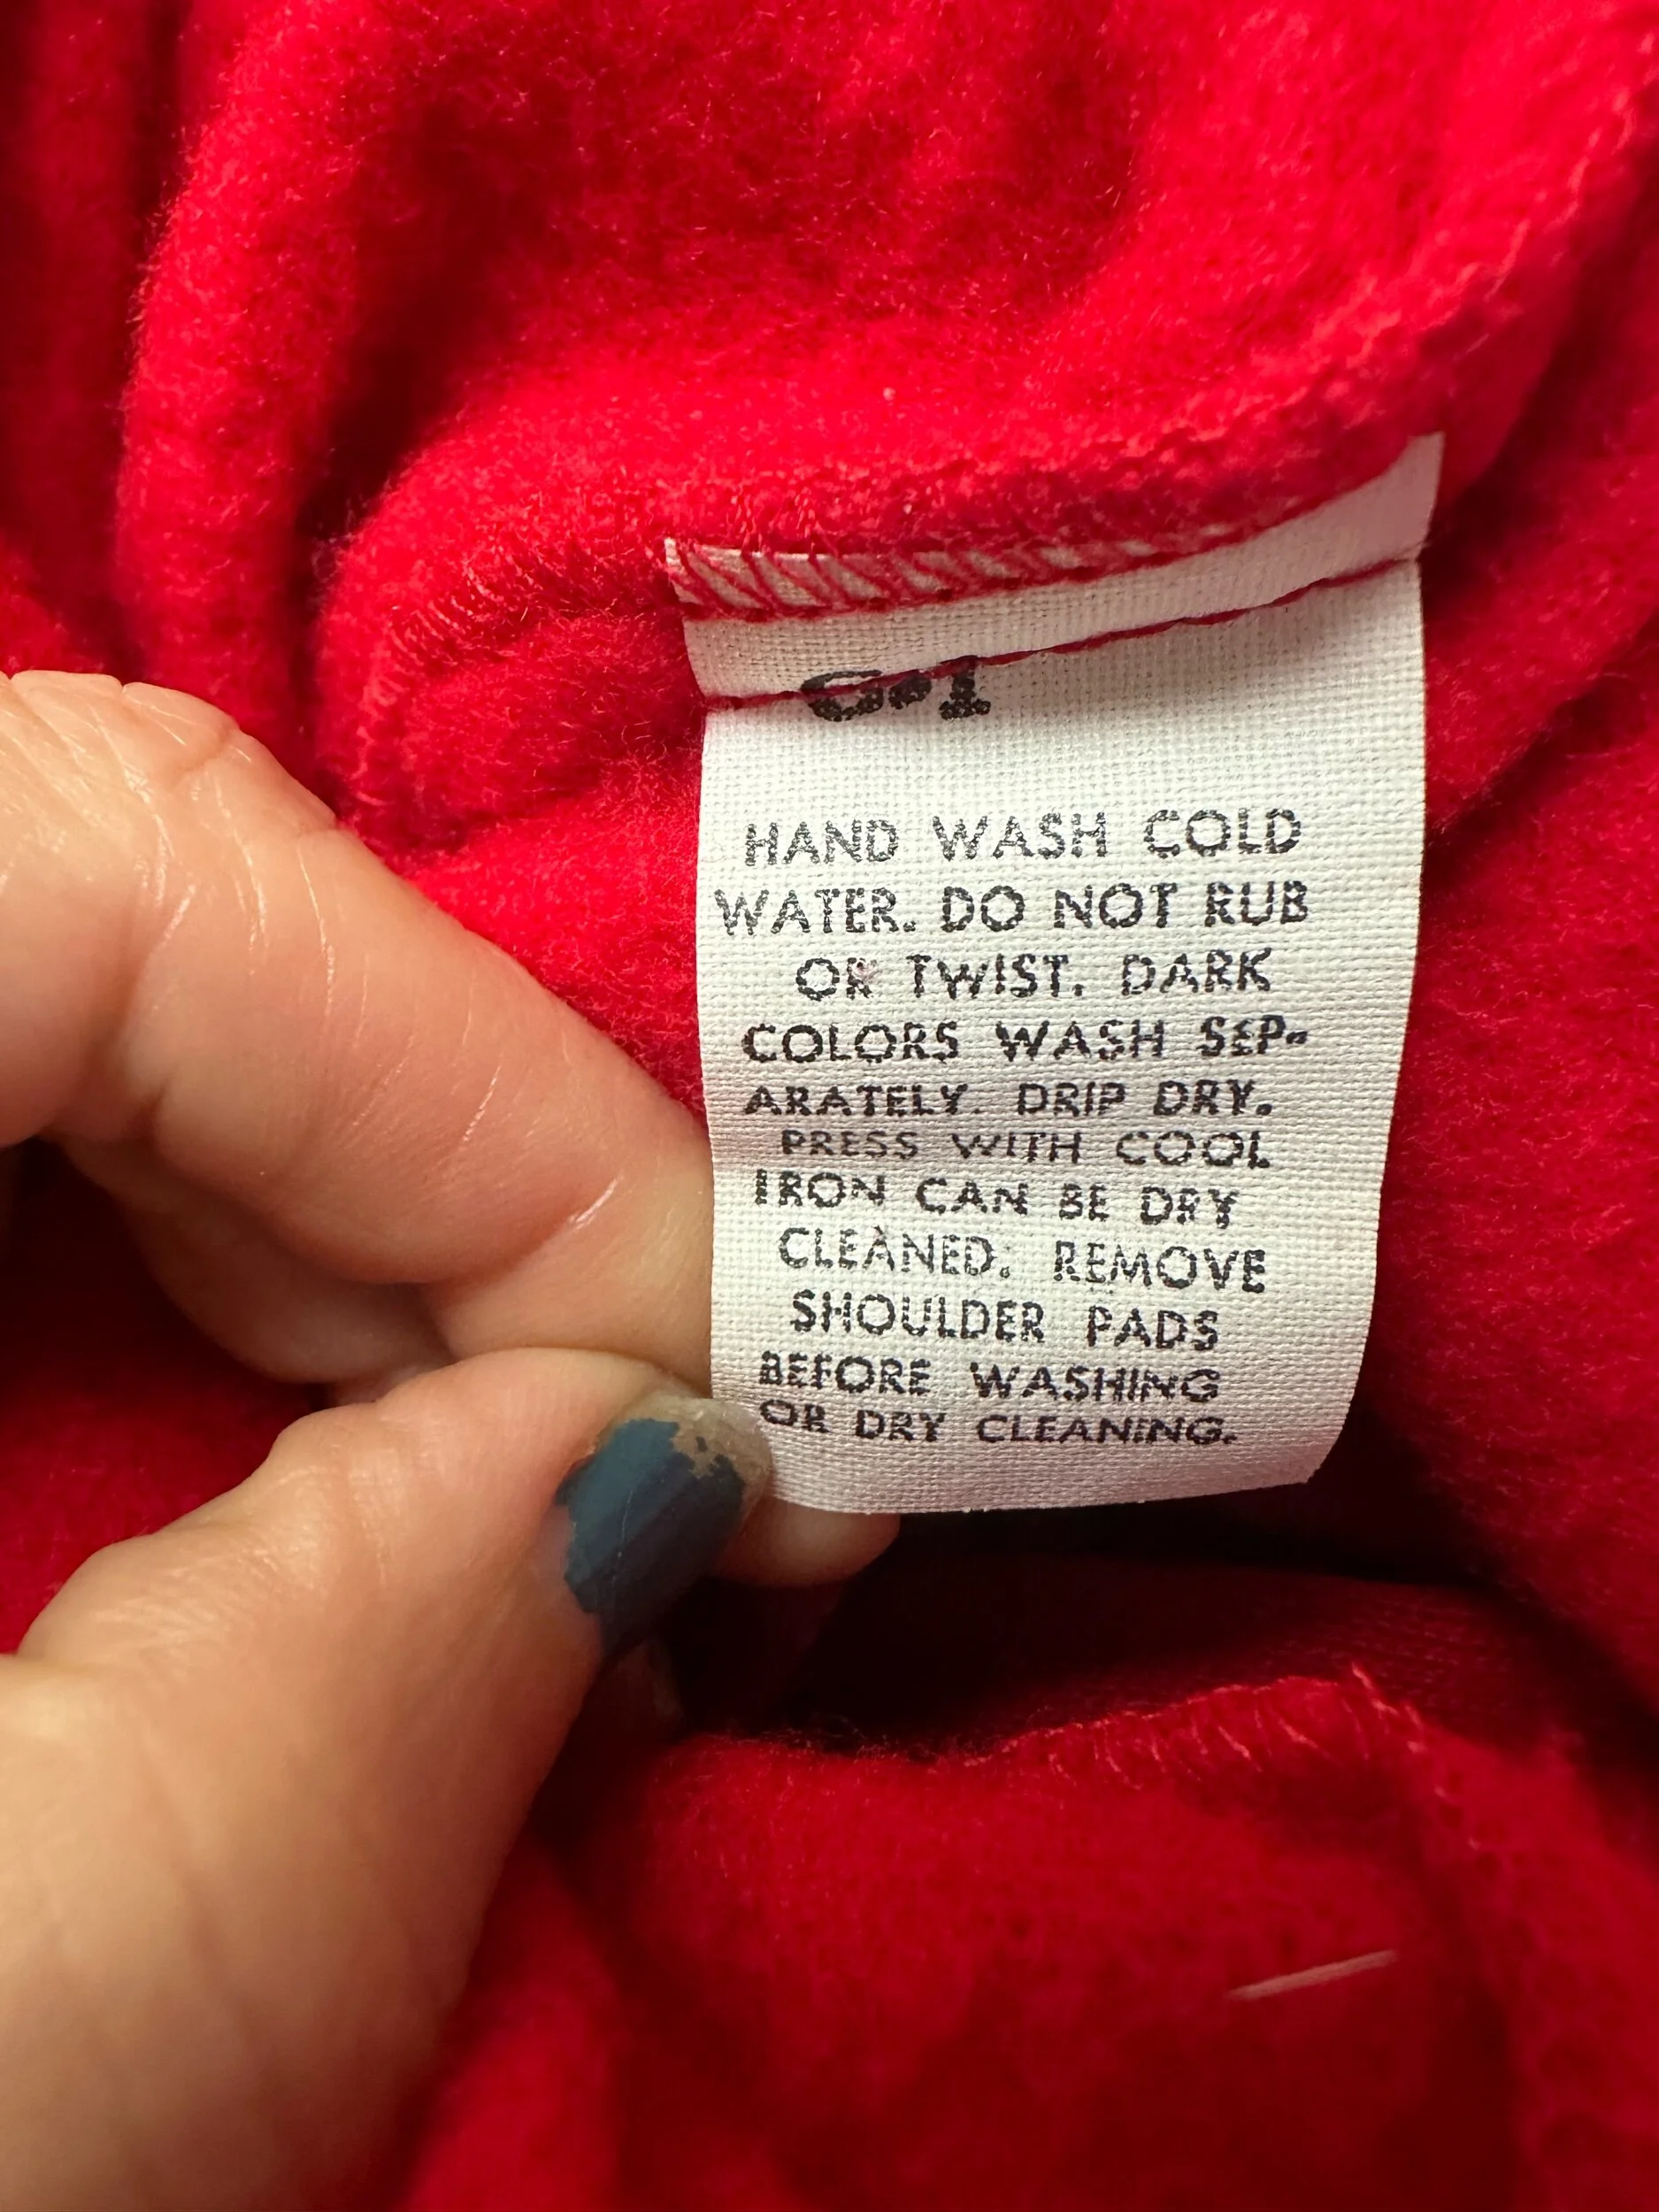 C-1
HAND WASH COLD
WATER. DO NOT RUB
OR TWIST. DARK
COLORS WASH SEP-
ARATELY. DRIP DRY.
PRESS WITH COOL
IRON CAN BE DRY
CLEANED. REMOVE
SHOULDER PADS
BEFORE WASHING
OR DRY CLEANING.